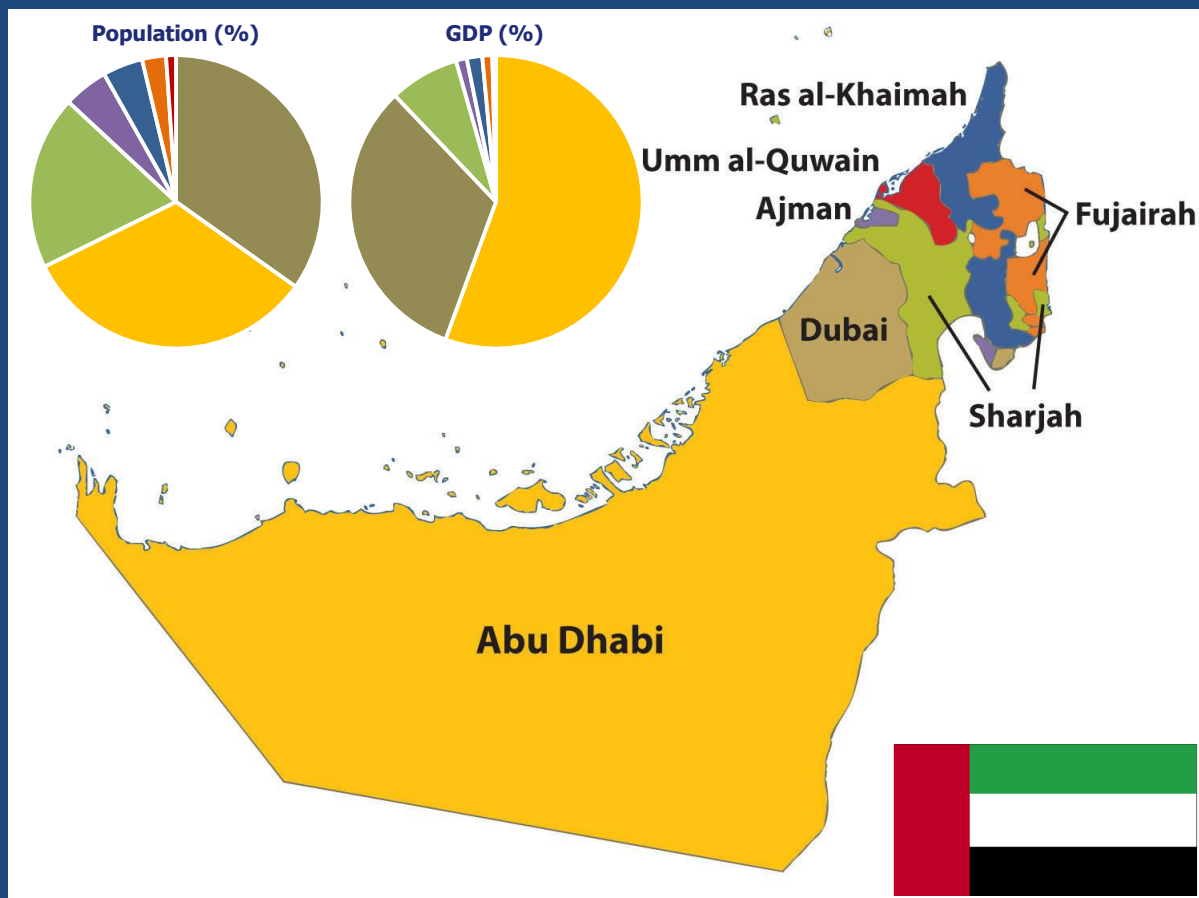 Population (%)
GDP (%)
Ras al-Khaimah
Umm al-Quwain
Ajman
Fujairah
Dubai
Sharjah
Abu Dhabi